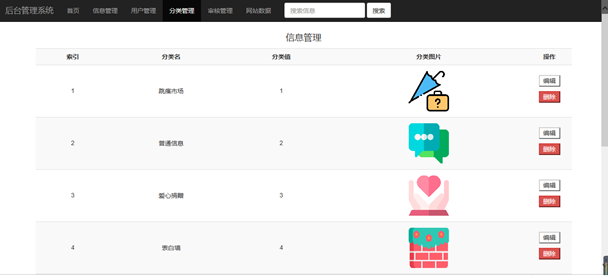 后台管理系统 首页 信息管理 用户管理 分类管理 审核管理 网站数据 搜索信息 搜索
信息管理
索引 分类名 分类值 分类图片 操作
1 跳瘙市场 1 编辑
删除
2 普通信息 2 编辑
删除
3 爱心捐赠 3 编辑
删除
4 表白墙 4 编辑
删除